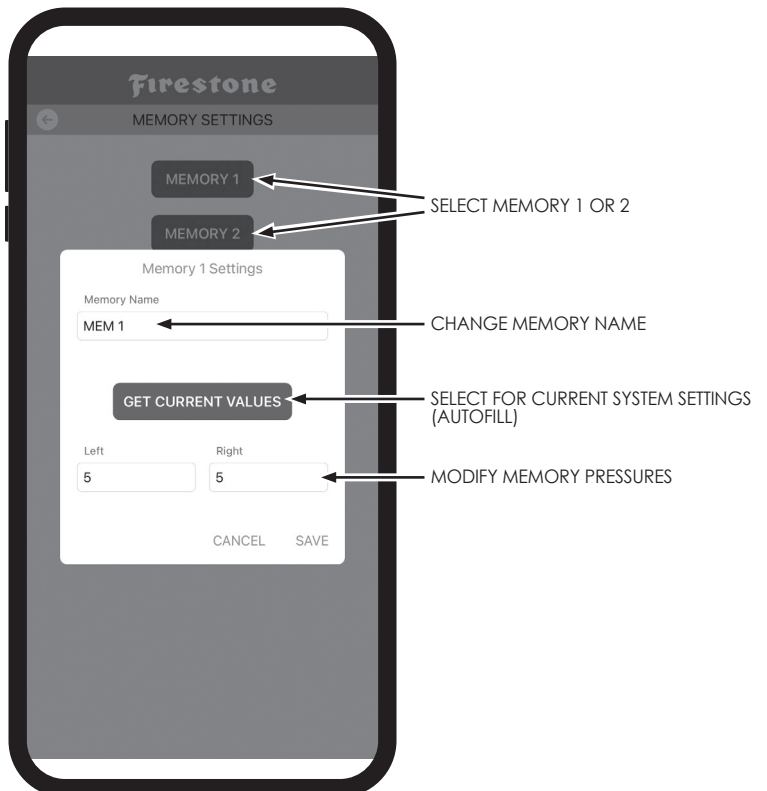 Firestone
MEMORY SETTINGS
MEMORY 1
SELECT MEMORY 1 OR 2
MEMORY 2
Memory 1 Settings
Memory Name
MEM 1
CHANGE MEMORY NAME
GET CURRENT VALUES
SELECT FOR CURRENT SYSTEM SETTINGS
(AUTOFILL)
Left Right
5 5
MODIFY MEMORY PRESSURES
CANCEL SAVE